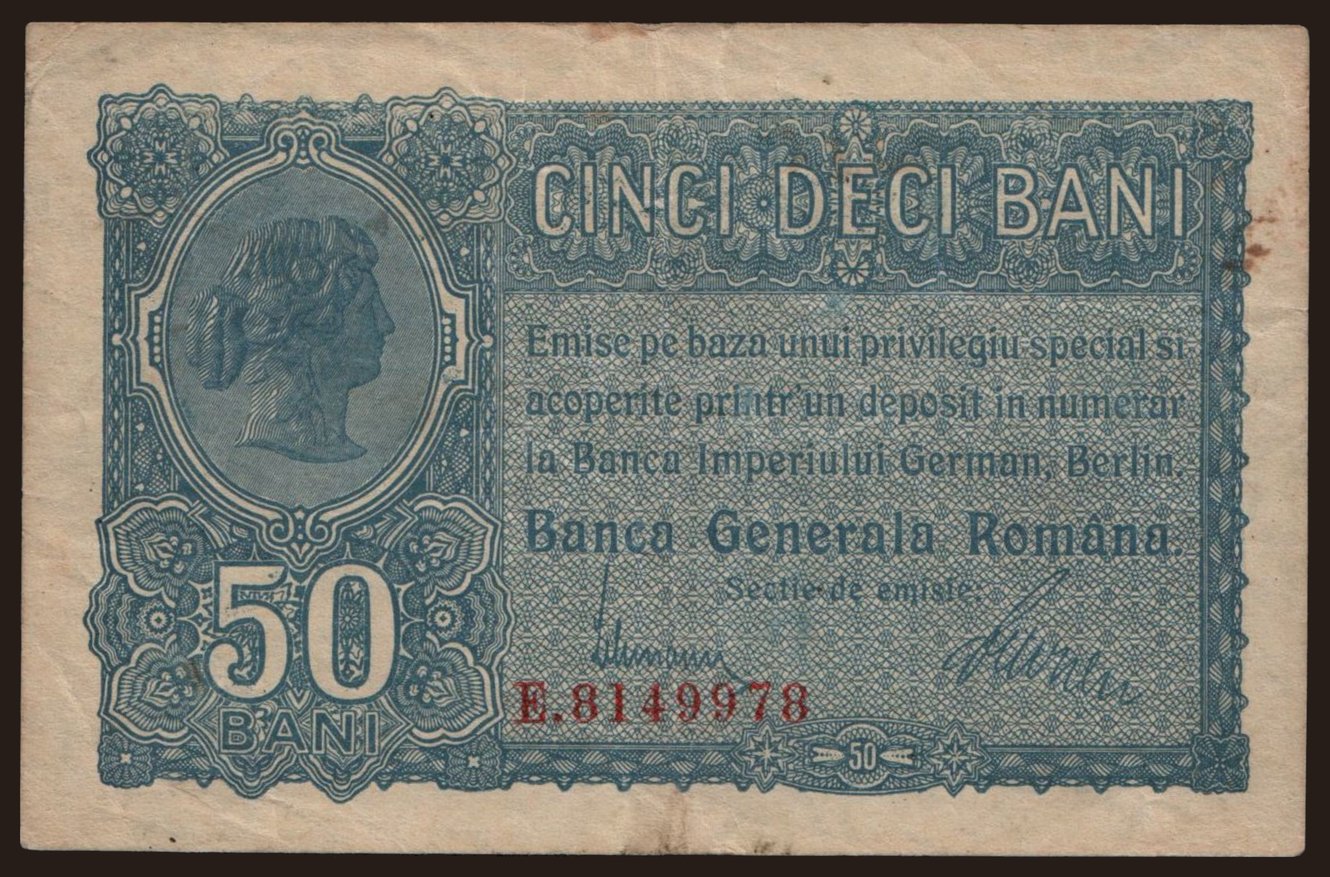 CINCI DECI BANI
Emise pe baza unui privilegiu special si
acoperite printr'un deposit in numerar
la Banca Imperiului German, Berlin.
Banca Generala Română.
Sectie de emisie.
E.8149978
50
BANI
50